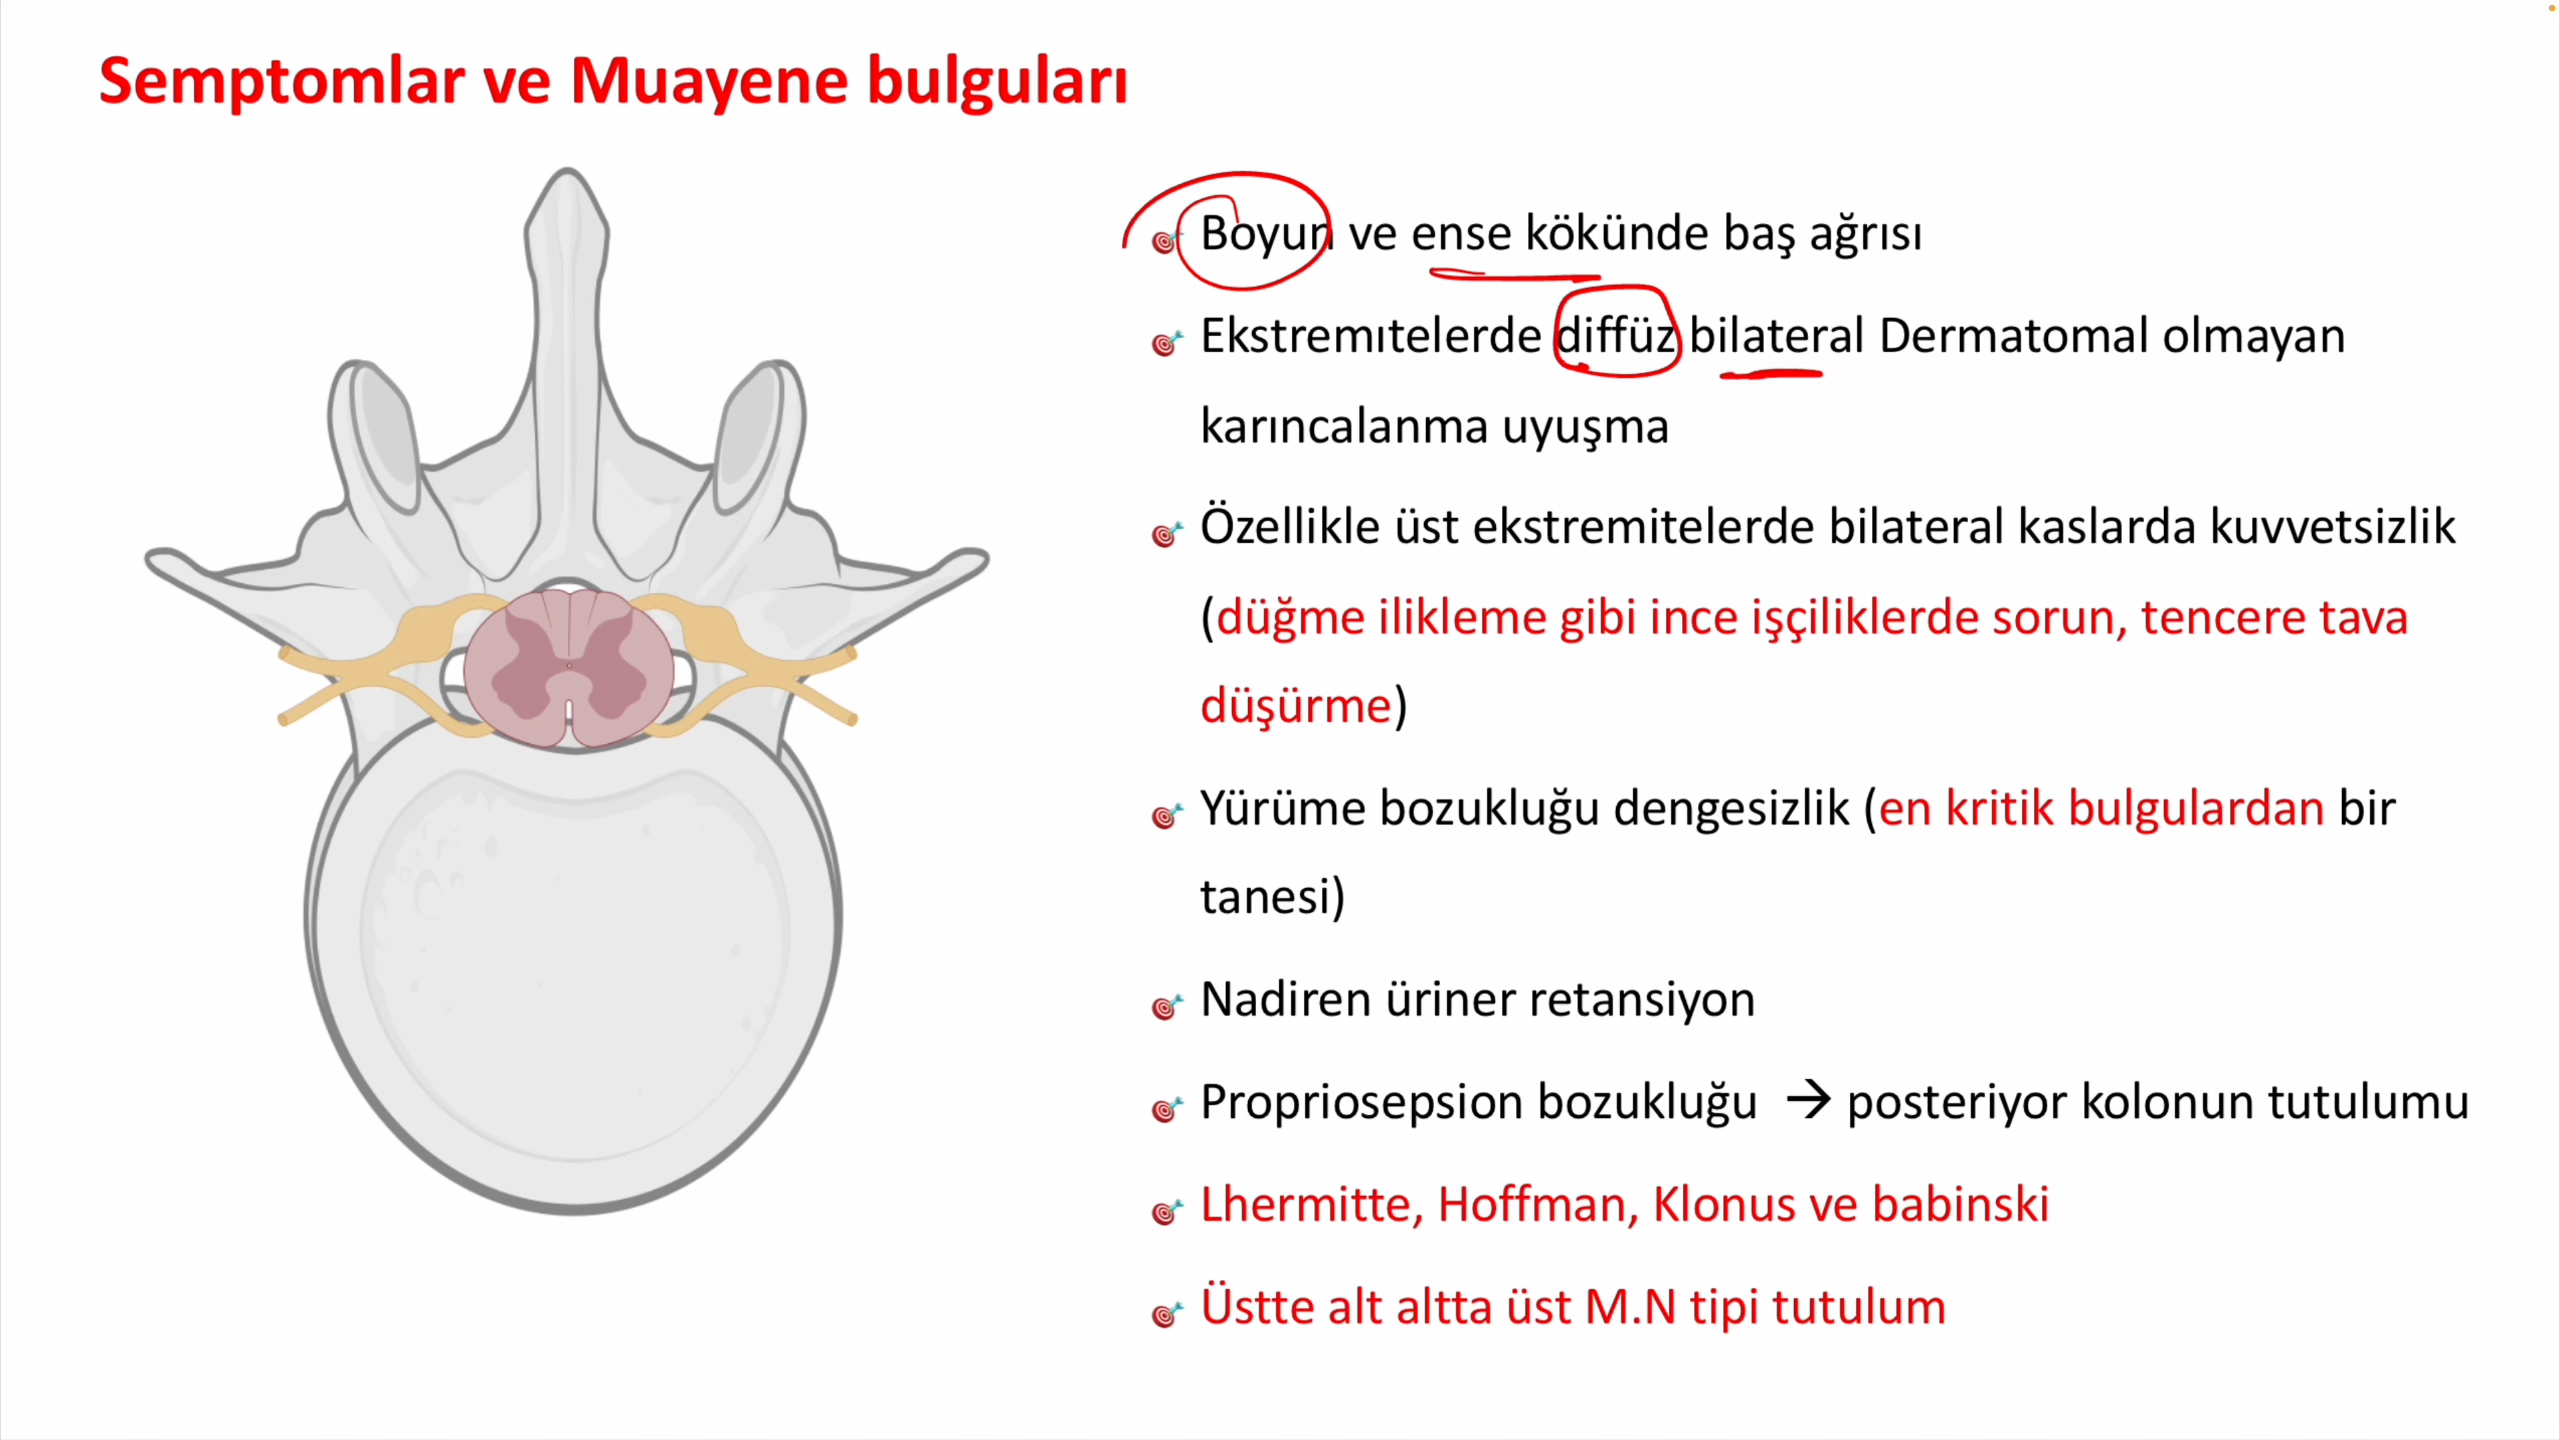 Semptomlar ve Muayene bulguları
Boyun ve ense kökünde baş ağrısı
Ekstremıtelerde diffüz bilateral Dermatomal olmayan
karıncalanma uyuşma
Özellikle üst ekstremitelerde bilateral kaslarda kuvvetsizlik
(düğme ilikleme gibi ince işçiliklerde sorun, tencere tava
düşürme)
Yürüme bozukluğu dengesizlik (en kritik bulgulardan bir
tanesi)
Nadiren üriner retansiyon
Propriosepsion bozukluğu → posteriyor kolonun tutulumu
Lhermitte, Hoffman, Klonus ve babinski
Üstte alt altta üst M.N tipi tutulum